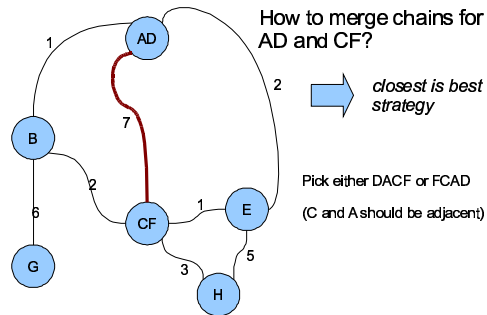 How to merge chains for
AD and CF?
closest is best
strategy
Pick either DACF or FCAD
(C and A should be adjacent)
AD
1
2
7
B
2
6
CF
1
E
G
3
5
H